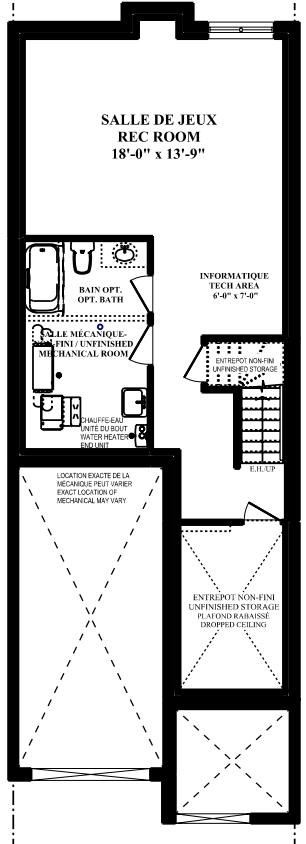 SALLE DE JEUX
REC ROOM
18'-0" x 13'-9"
INFORMATIQUE
TECH AREA
6'-0" x 7'-0"
BAIN OPT.
OPT. BATH
SALLE MÉCANIQUE-
NON-FINI / UNFINISHED
MECHANICAL ROOM
ENTREPOT NON-FINI
UNFINISHED STORAGE
CHAUFFE-EAU
UNITÉ DU BOUT
WATER HEATER
END UNIT
E.H./UP
LOCATION EXACTE DE LA
MÉCANIQUE PEUT VARIER
EXACT LOCATION OF
MECHANICAL MAY VARY
ENTREPOT NON-FINI
UNFINISHED STORAGE
PLAFOND RABAISSÉ
DROPPED CEILING